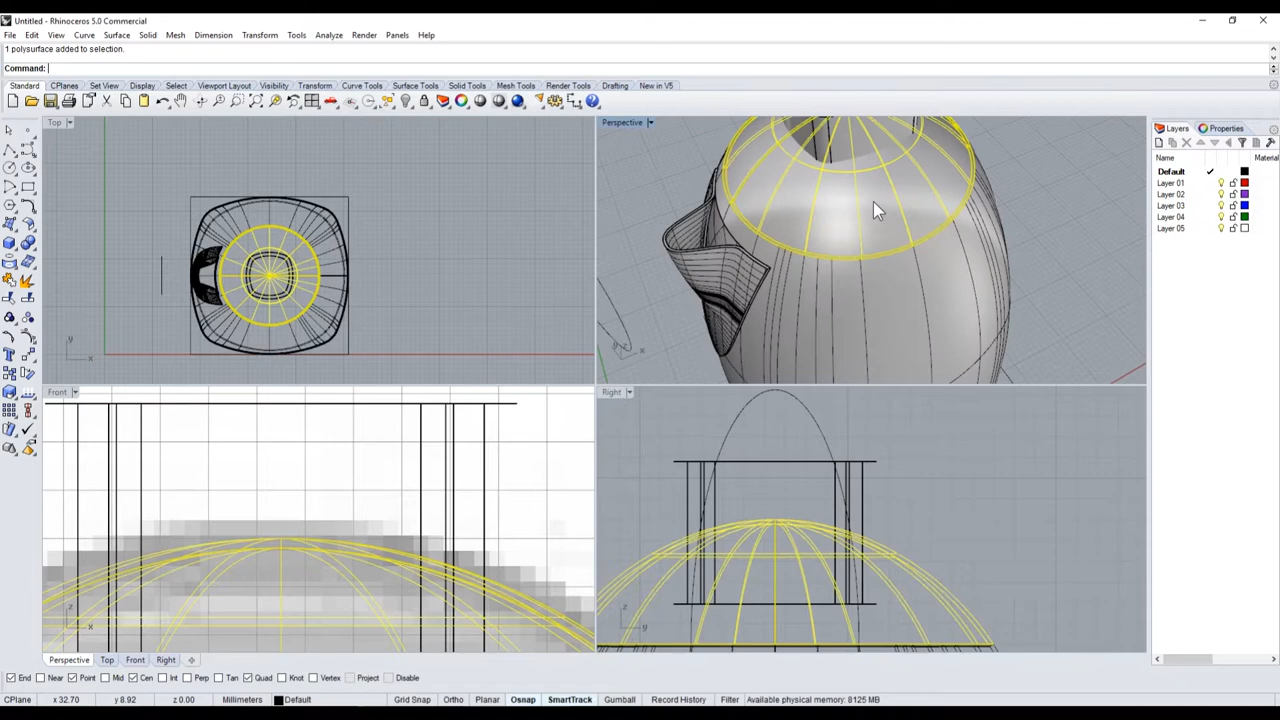 Untitled - Rhinoceros 5.0 Commercial
File Edit View Curve Surface Solid Mesh Dimension Transform Tools Analyze Render Panels Help
1 polysurface added to selection.
Command:
Standard CPlanes Set View Display Select Viewport Layout Visibility Transform Curve Tools Surface Tools Solid Tools Mesh Tools Render Tools Drafting New in V5
Top
Perspective
Layers Properties
Name Material
Default
Layer 01
Layer 02
Layer 03
Layer 04
Layer 05
y
x
x
Front
Right
z
x
z
y
Perspective Top Front Right
End Near Point Mid Cen Int Perp Tan Quad Knot Vertex Project Disable
CPlane x 32.70 y 8.92 z 0.00 Millimeters Default Grid Snap Ortho Planar Osnap SmartTrack Gumball Record History Filter Available physical memory: 8125 MB